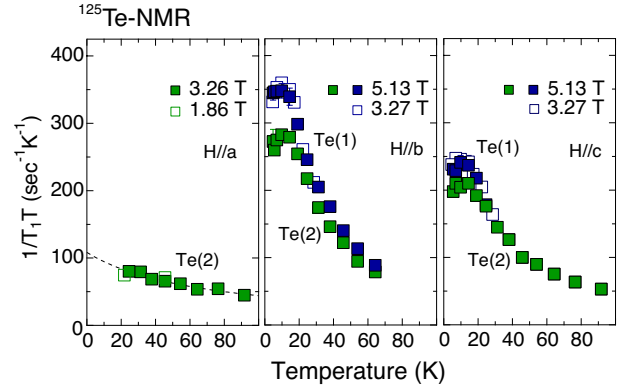 ¹²⁵Te-NMR
1/T₁T (sec⁻¹K⁻¹)
400
300
200
100
0
3.26 T
1.86 T
H//a
Te(2)
0 20 40 60 80
5.13 T
3.27 T
Te(1)
H//b
Te(2)
0 20 40 60 80
5.13 T
3.27 T
Te(1)
H//c
Te(2)
0 20 40 60 80 100
Temperature (K)